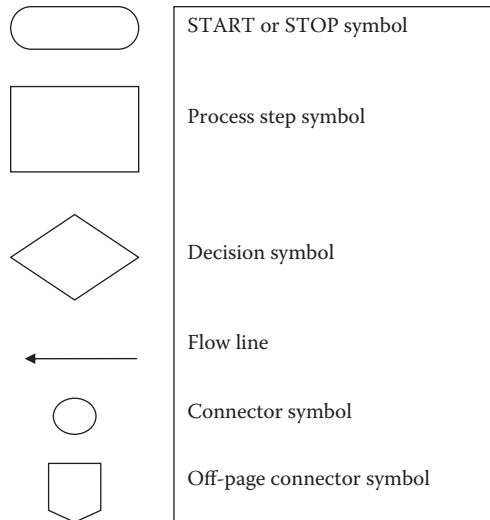 START or STOP symbol
Process step symbol
Decision symbol
Flow line
Connector symbol
Off-page connector symbol